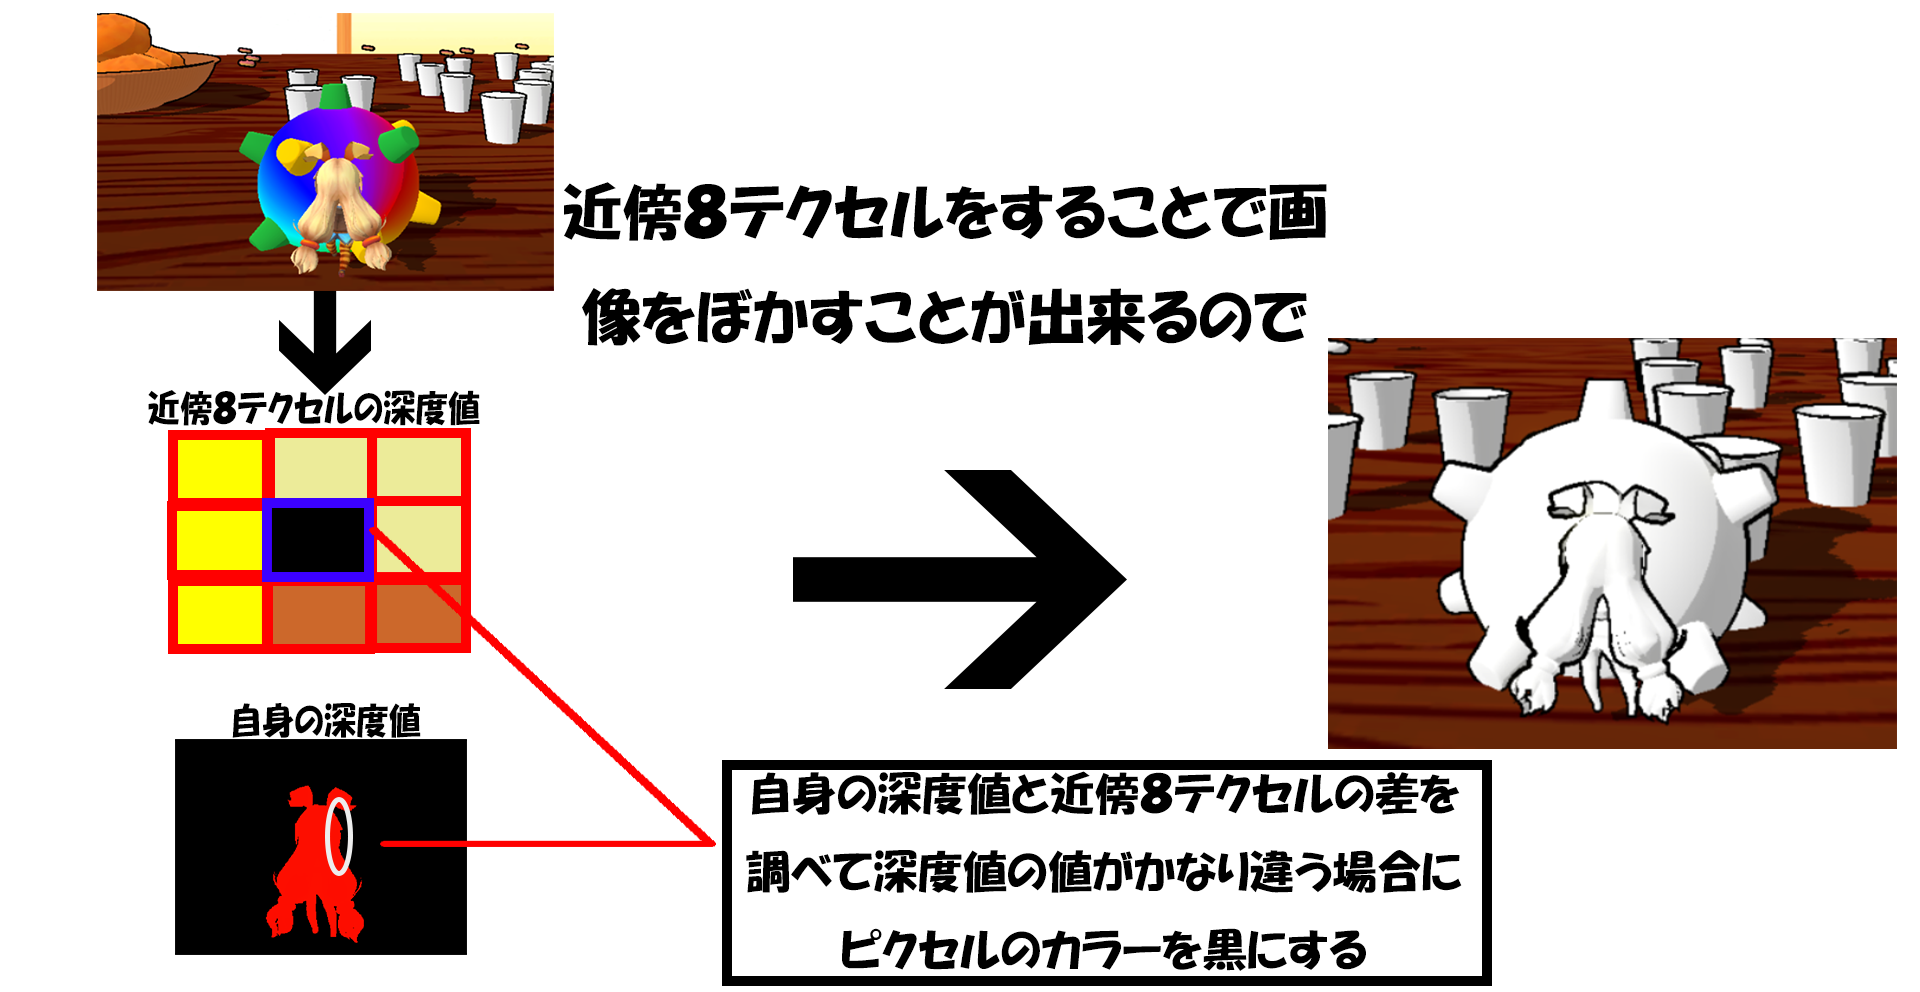 近傍8テクセルをすることで画
像をぼかすことが出来るので
近傍8テクセルの深度値
自身の深度値
自身の深度値と近傍8テクセルの差を
調べて深度値の値がかなり違う場合に
ピクセルのカラーを黒にする